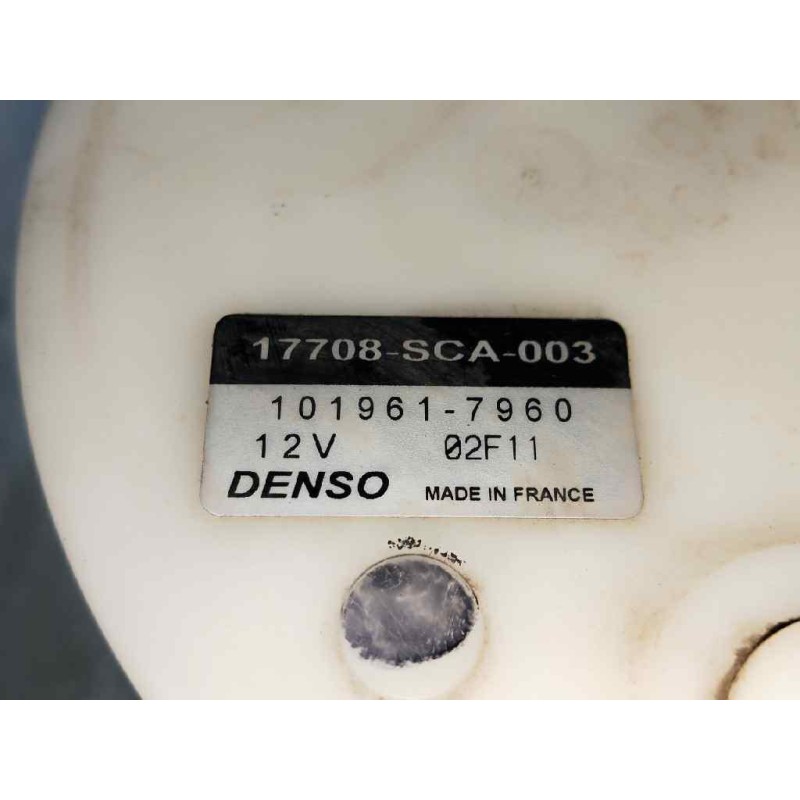 17708-SCA-003
101961-7960
12V 02F11
DENSO MADE IN FRANCE